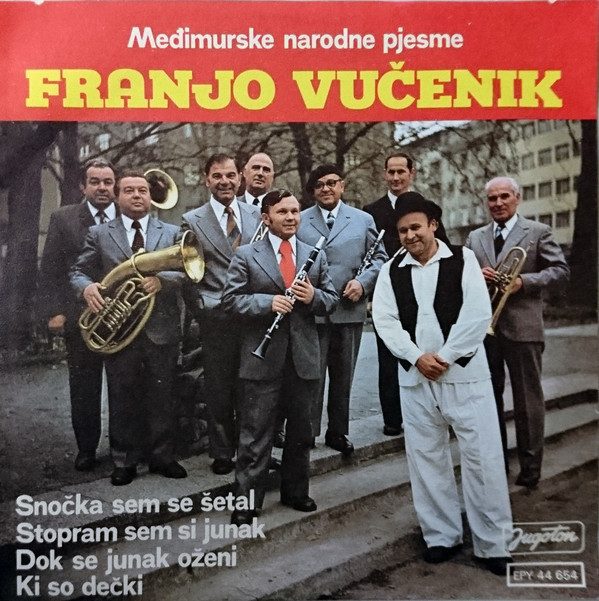 Međimurske narodne pjesme
FRANJO VUČENIK
Snočka sem se šetal
Stopram sem si junak
Dok se junak oženi
Ki so dečki
Jugoton
EPY 44 654